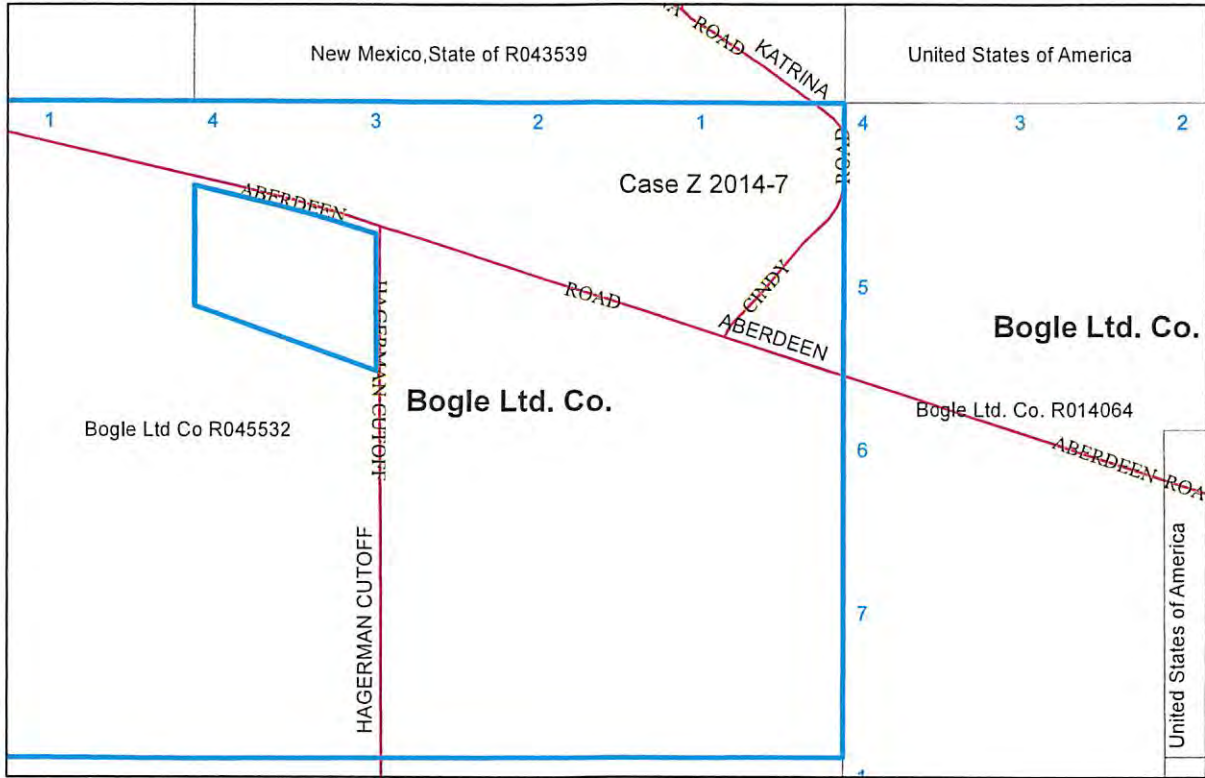 ROAD
KATRINA
New Mexico,State of R043539
United States of America
1
4
3
2
1
4
3
2
ROAD
Case Z 2014-7
ABERDEEN
CINDY
ROAD
5
ABERDEEN
HAGERMAN CUTOFF
Bogle Ltd. Co.
Bogle Ltd. Co.
Bogle Ltd. Co. R014064
Bogle Ltd Co R045532
6
ABERDEEN
HAGERMAN CUTOFF
United States of America
7